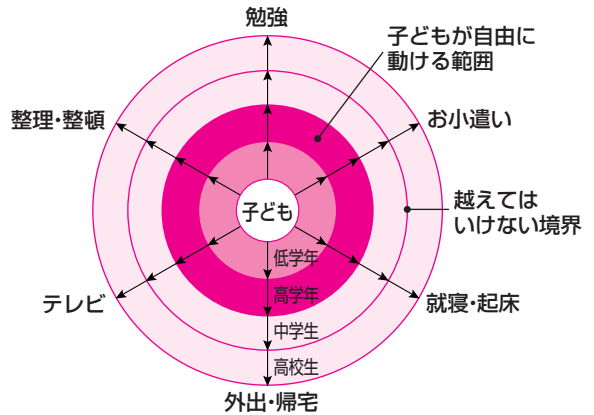 勉強
子どもが自由に
動ける範囲
整理・整頓
お小遣い
越えては
いけない境界
子ども
低学年
高学年
中学生
高校生
テレビ
就寝・起床
外出・帰宅